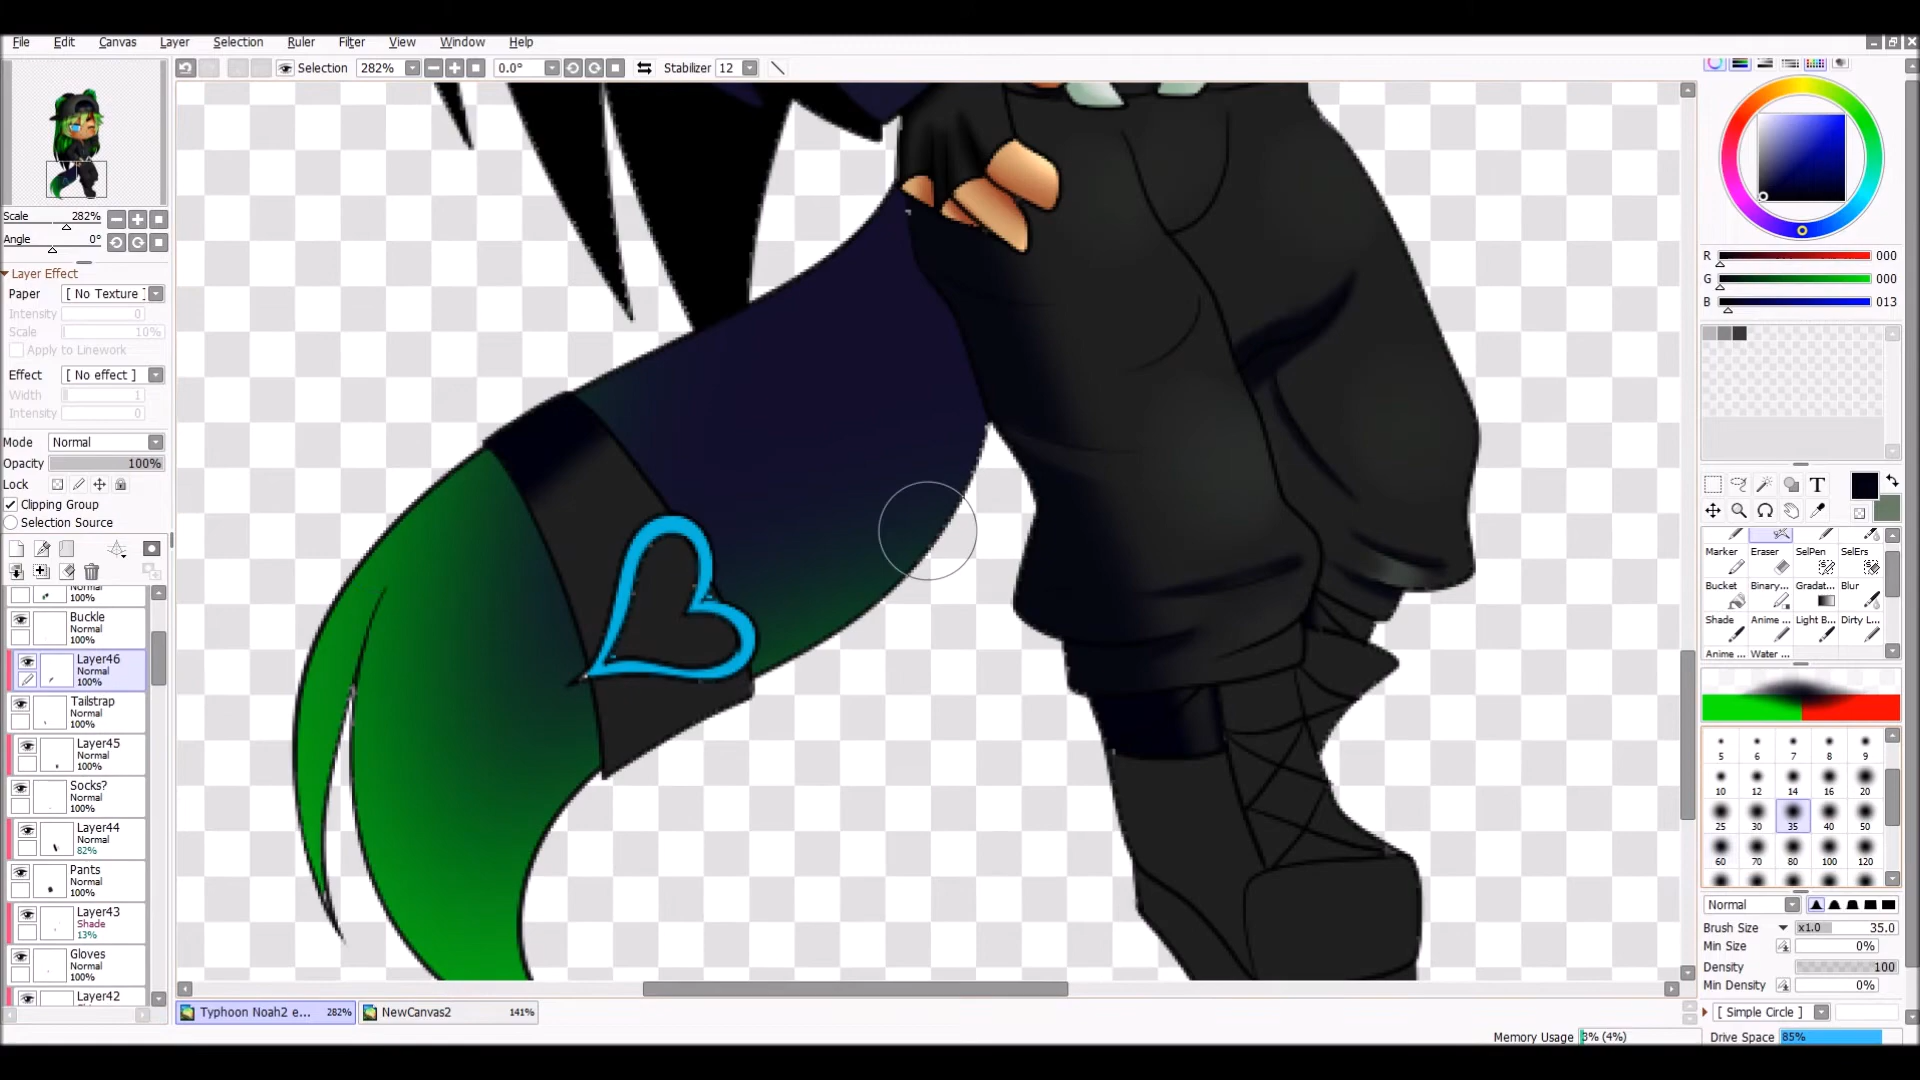 File Edit Canvas Layer Selection Ruler Filter View Window Help
Selection 282% 0.0° Stabilizer 12
Scale 282%
Angle 0°
Layer Effect
Paper [ No Texture ]
Intensity 0
Scale 10%
Apply to Linework
Effect [ No effect ]
Width 1
Intensity 0
Mode Normal
Opacity 100%
Lock
Clipping Group
Selection Source
100%
Buckle
Normal
100%
Layer46
Normal
100%
Tailstrap
Normal
100%
Layer45
Normal
100%
Socks?
Normal
100%
Layer44
Normal
82%
Pants
Normal
100%
Layer43
Shade
13%
Gloves
Normal
100%
Layer42
R 000
G 000
B 013
T
Marker Eraser SelPen SelErs
Bucket Binary... Gradat... Blur
Shade Anime ... Light B... Dirty L...
Anime ... Water ...
5 6 7 8 9
10 12 14 16 20
25 30 35 40 50
60 70 80 100 120
Normal
Brush Size x1.0 35.0
Min Size 0%
Density 100
Min Density 0%
[ Simple Circle ]
Typhoon Noah2 e... 282% NewCanvas2 141%
Memory Usage 3% (4%) Drive Space 85%